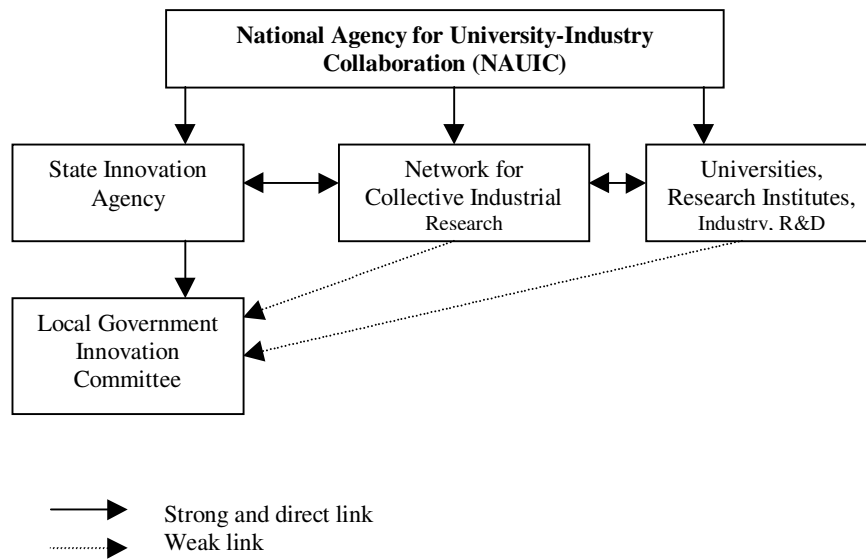 National Agency for University-Industry
Collaboration (NAUIC)
State Innovation
Agency
Network for
Collective Industrial
Research
Universities,
Research Institutes,
Industry, R&D
Local Government
Innovation
Committee
Strong and direct link
Weak link